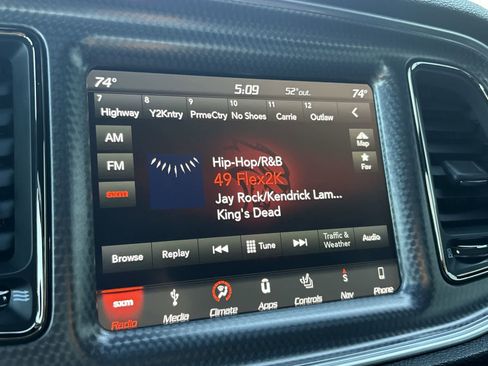 74° 5:09 52°out. 74°
7 8 9 10 11 12
Highway Y2Kntry PrmeCtry No Shoes Carrie Outlaw
AM
Map
FM
Fav
sxm
Hip-Hop/R&B
49 Flex2K
Jay Rock/Kendrick Lam...
King's Dead
Browse Replay Tune Traffic & Weather Audio
sxm
S
Radio Media Climate Apps Controls Nav Phone